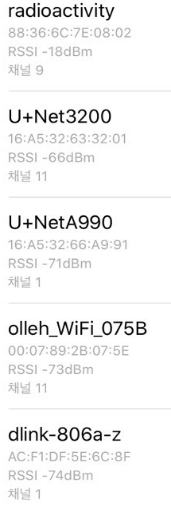 radioactivity
88:36:6C:7E:08:02
RSSI -18dBm
채널 9
U+Net3200
16:A5:32:63:32:01
RSSI -66dBm
채널 11
U+NetA990
16:A5:32:66:A9:91
RSSI -71dBm
채널 1
olleh_WiFi_075B
00:07:89:2B:07:5E
RSSI -73dBm
채널 11
dlink-806a-z
AC:F1:DF:5E:6C:8F
RSSI -74dBm
채널 1